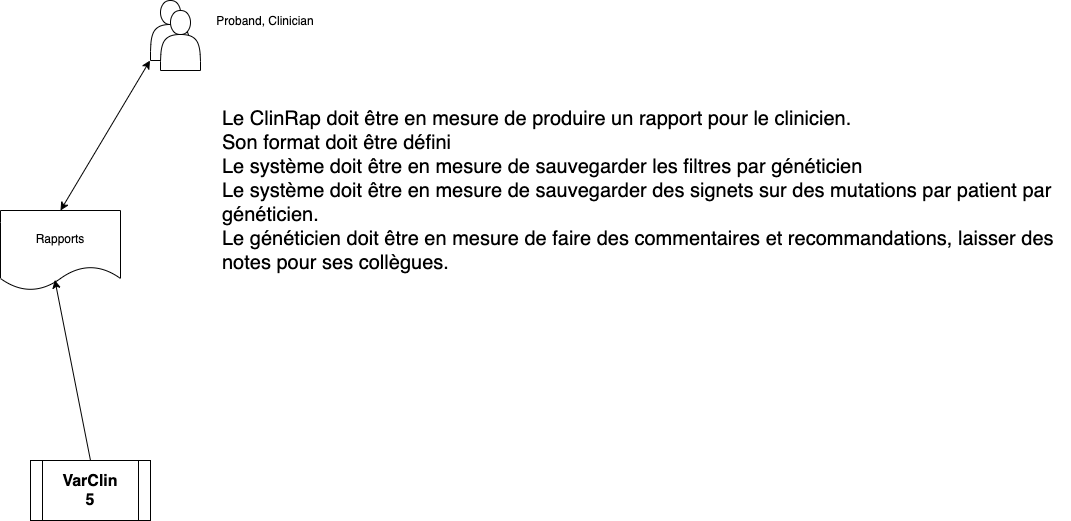 Proband, Clinician
Le ClinRap doit être en mesure de produire un rapport pour le clinicien.
Son format doit être défini
Le système doit être en mesure de sauvegarder les filtres par généticien
Le système doit être en mesure de sauvegarder des signets sur des mutations par patient par
généticien.
Le généticien doit être en mesure de faire des commentaires et recommandations, laisser des
notes pour ses collègues.
Rapports
VarClin
5